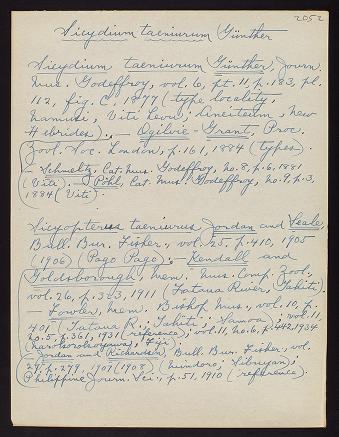 2052
Sicydium taeniurum Günther
Sicydium taeniurum Günther, Journ.
Mus. Godeffroy, vol. 6, pt. 11, p. 183, pl.
112, fig. C, 1877 (type locality,
Viti Levu; Aneiteum, New
Hebrides). — Ogilvie-Grant, Proc.
Zool. Soc. London, p. 161, 1884 (types).
— Schmeltz, Cat. Mus. Godeffroy, no. 8, p. 6, 1881
(Viti). — Pöhl, Cat. Mus. Godeffroy, no. 9, p. 3,
1884 (Viti).
Sicyopterus taeniurus Jordan and Seale,
Bull. Bur. Fisher., vol. 25, p. 410, 1905
(1906) (Pago Pago). — Kendall and
Goldsborough, Mem. Mus. Comp. Zool.,
vol. 26, p. 323, 1911 (Fataua River, Tahiti).
— Fowler, Mem. Bishop Mus., vol. 10, p.
401 (Fataua R., Tahiti; Samoa); vol. 11,
no. 5, p. 361, 1931 (reference); vol. 11, no. 6, p. 442, 1934
(Fiji).
— Jordan and Richardson, Bull. Bur. Fisher., vol.
27, p. 279, 1907 (1908) (Mindoro; Sibuyan);
Philippine Journ. Sci., p. 51, 1910 (reference).